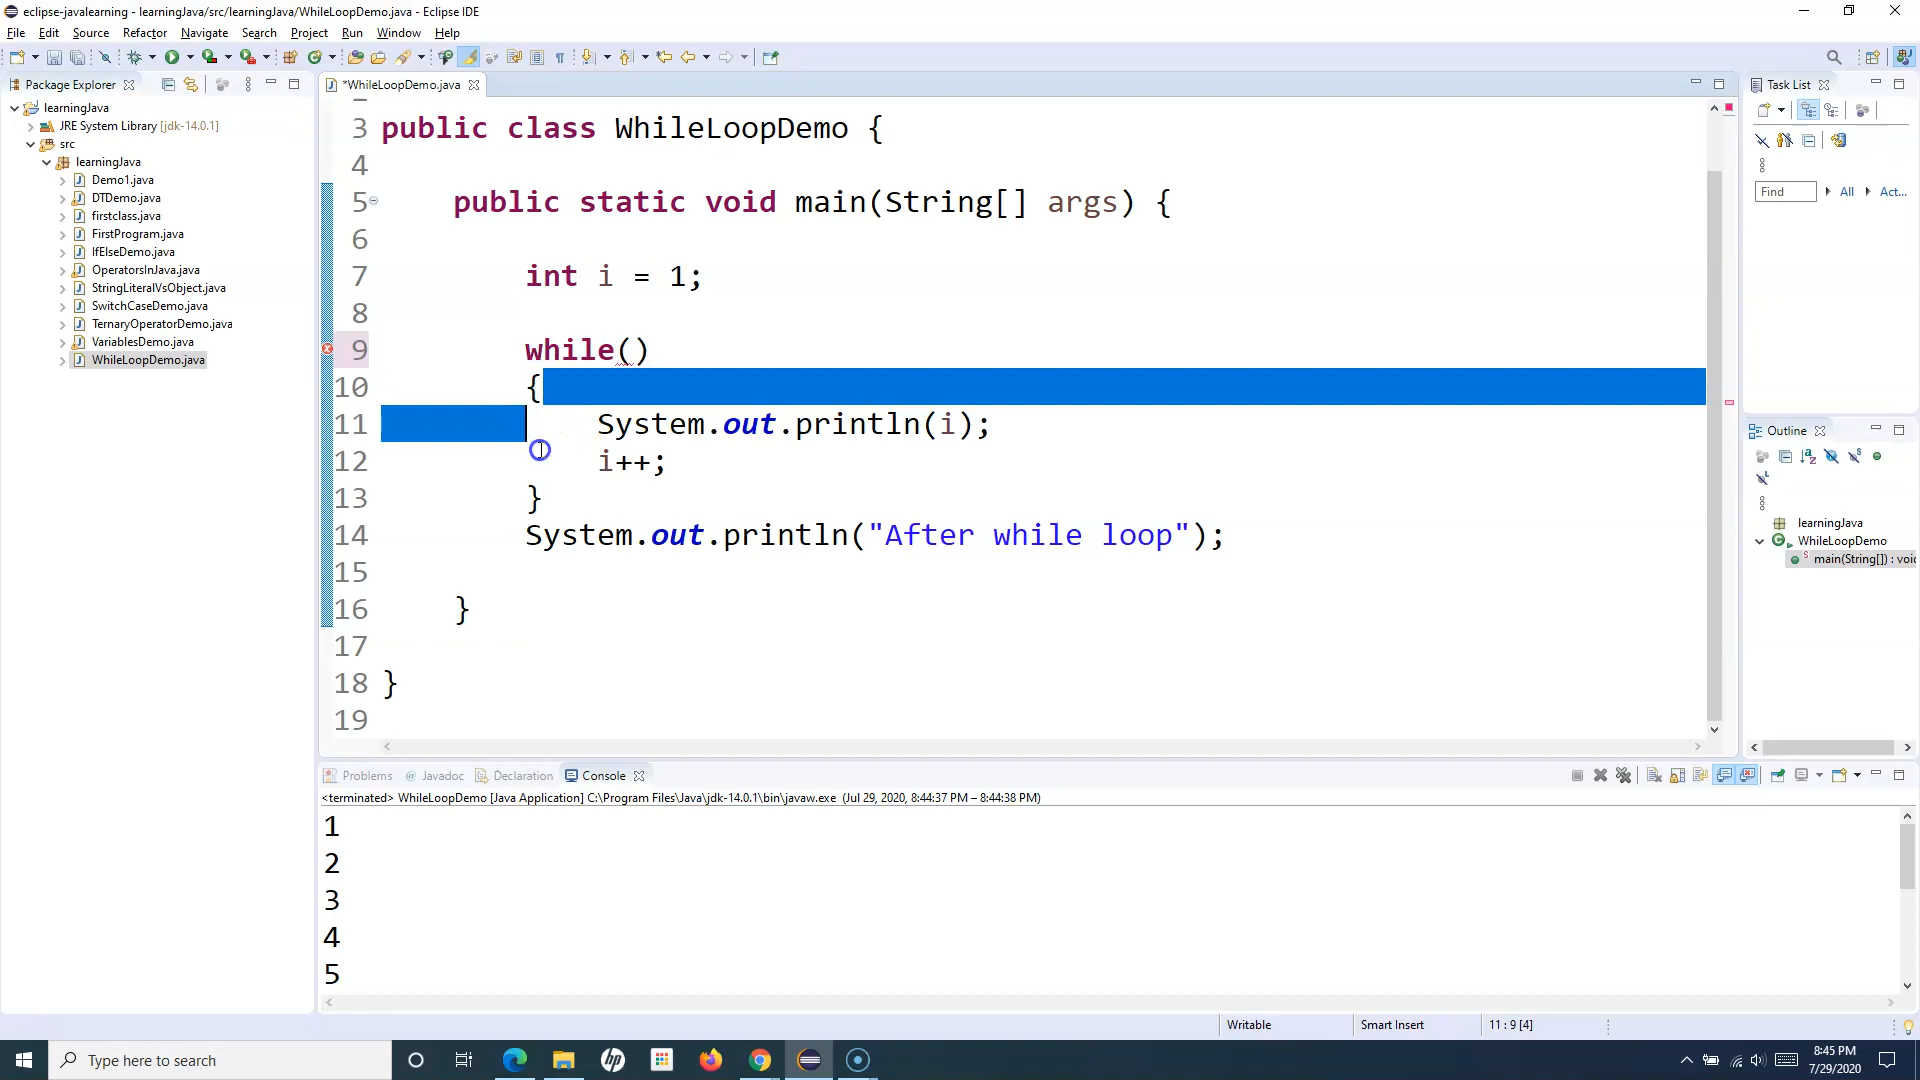 eclipse-javalearning - learningJava/src/learningJava/WhileLoopDemo.java - Eclipse IDE
File Edit Source Refactor Navigate Search Project Run Window Help
Package Explorer
learningJava
JRE System Library [jdk-14.0.1]
src
learningJava
Demo1.java
DTDemo.java
firstclass.java
FirstProgram.java
IfElseDemo.java
OperatorsInJava.java
StringLiteralVsObject.java
SwitchCaseDemo.java
TernaryOperatorDemo.java
VariablesDemo.java
WhileLoopDemo.java
*WhileLoopDemo.java
3 public class WhileLoopDemo {
4
5 public static void main(String[] args) {
6
7 int i = 1;
8
9 while()
10 {
11 System.out.println(i);
12 i++;
13 }
14 System.out.println("After while loop");
15
16 }
17
18 }
19
Task List
Find All Act...
Outline
learningJava
WhileLoopDemo
main(String[]) : voi
Problems @ Javadoc Declaration Console
<terminated> WhileLoopDemo [Java Application] C:\Program Files\Java\jdk-14.0.1\bin\javaw.exe (Jul 29, 2020, 8:44:37 PM – 8:44:38 PM)
1
2
3
4
5
Writable Smart Insert 11 : 9 [4]
Type here to search
hp
8:45 PM
7/29/2020